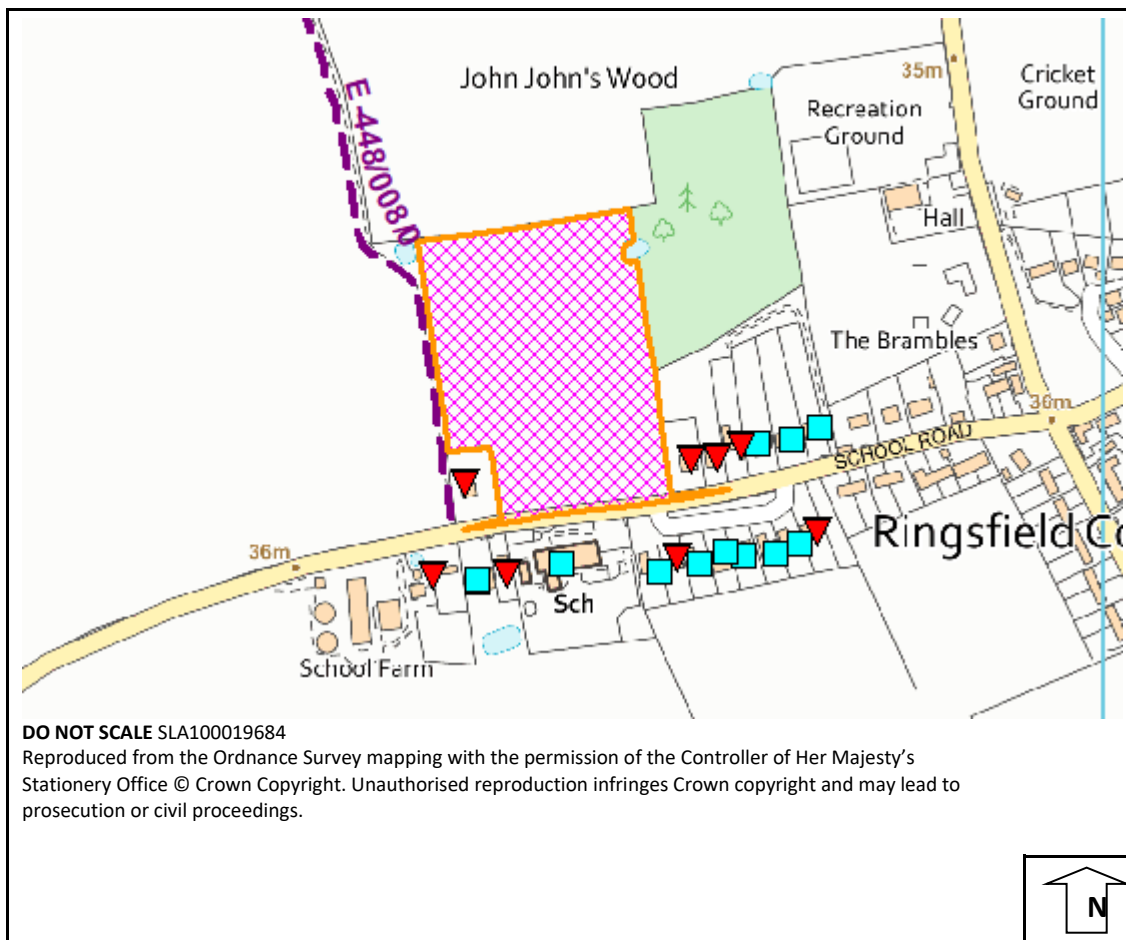 John John's Wood
35m
Cricket
Ground
Recreation
Ground
E-448/008/0
Hall
The Brambles
36m
SCHOOL ROAD
Ringsfield Co
36m
Sch
School Farm
DO NOT SCALE SLA100019684
Reproduced from the Ordnance Survey mapping with the permission of the Controller of Her Majesty's
Stationery Office © Crown Copyright. Unauthorised reproduction infringes Crown copyright and may lead to
prosecution or civil proceedings.
N